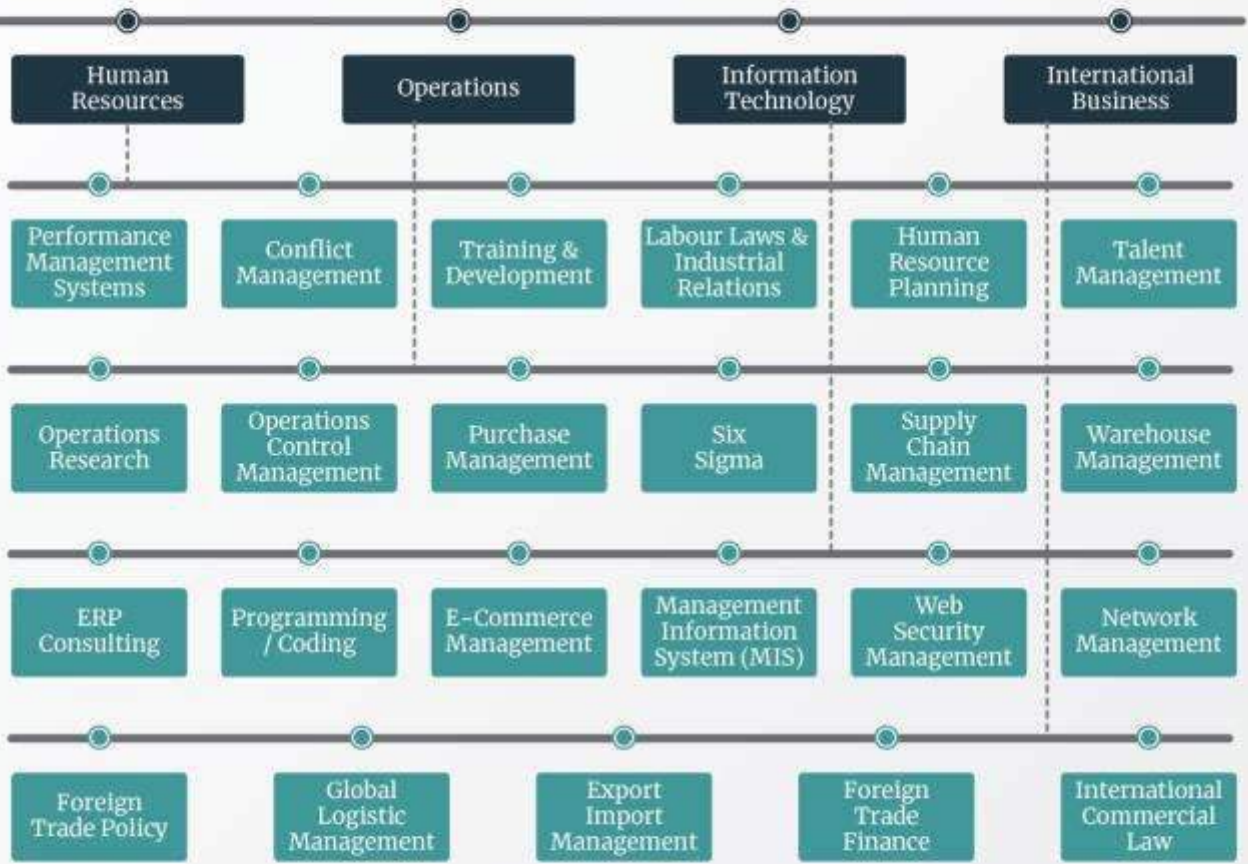 Human
Resources
Operations
Information
Technology
International
Business
Performance
Management
Systems
Conflict
Management
Training &
Development
Labour Laws &
Industrial
Relations
Human
Resource
Planning
Talent
Management
Operations
Research
Operations
Control
Management
Purchase
Management
Six
Sigma
Supply
Chain
Management
Warehouse
Management
ERP
Consulting
Programming
/ Coding
E-Commerce
Management
Management
Information
System (MIS)
Web
Security
Management
Network
Management
Foreign
Trade Policy
Global
Logistic
Management
Export
Import
Management
Foreign
Trade
Finance
International
Commercial
Law